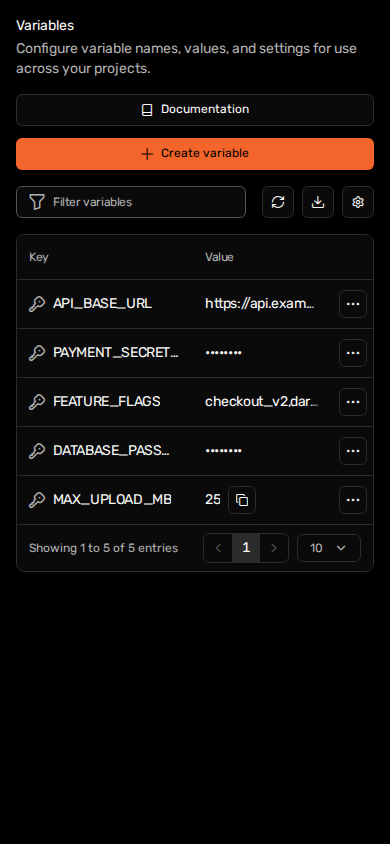 Variables
Configure variable names, values, and settings for use
across your projects.
Documentation
Create variable
Filter variables
Key Value
API_BASE_URL https://api.exam...
PAYMENT_SECRET... ••••••••
FEATURE_FLAGS checkout_v2,dar...
DATABASE_PASS... ••••••••
MAX_UPLOAD_MB 25
Showing 1 to 5 of 5 entries 1 10